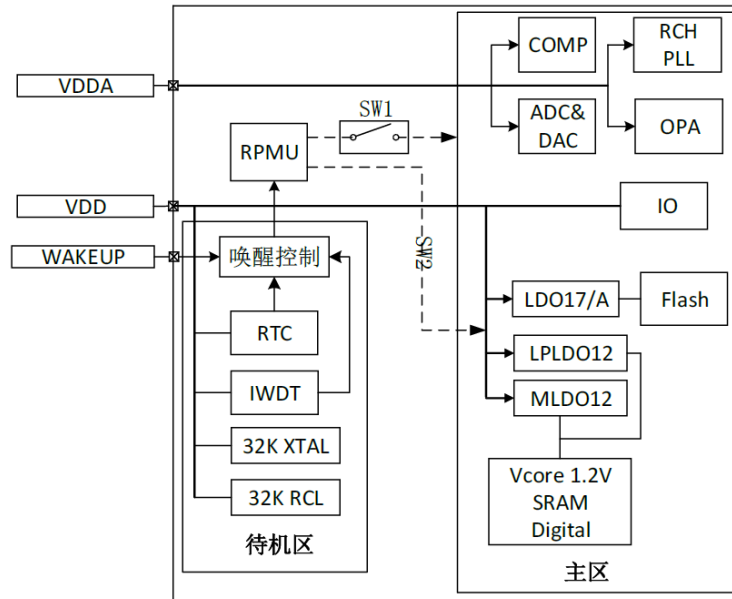 COMP
RCH
PLL
VDDA
SW1
ADC&
DAC
OPA
RPMU
VDD
IO
WAKEUP
唤醒控制
SW2
LDO17/A
Flash
RTC
LPLDO12
IWDT
MLDO12
32K XTAL
Vcore 1.2V
SRAM
Digital
32K RCL
待机区
主区